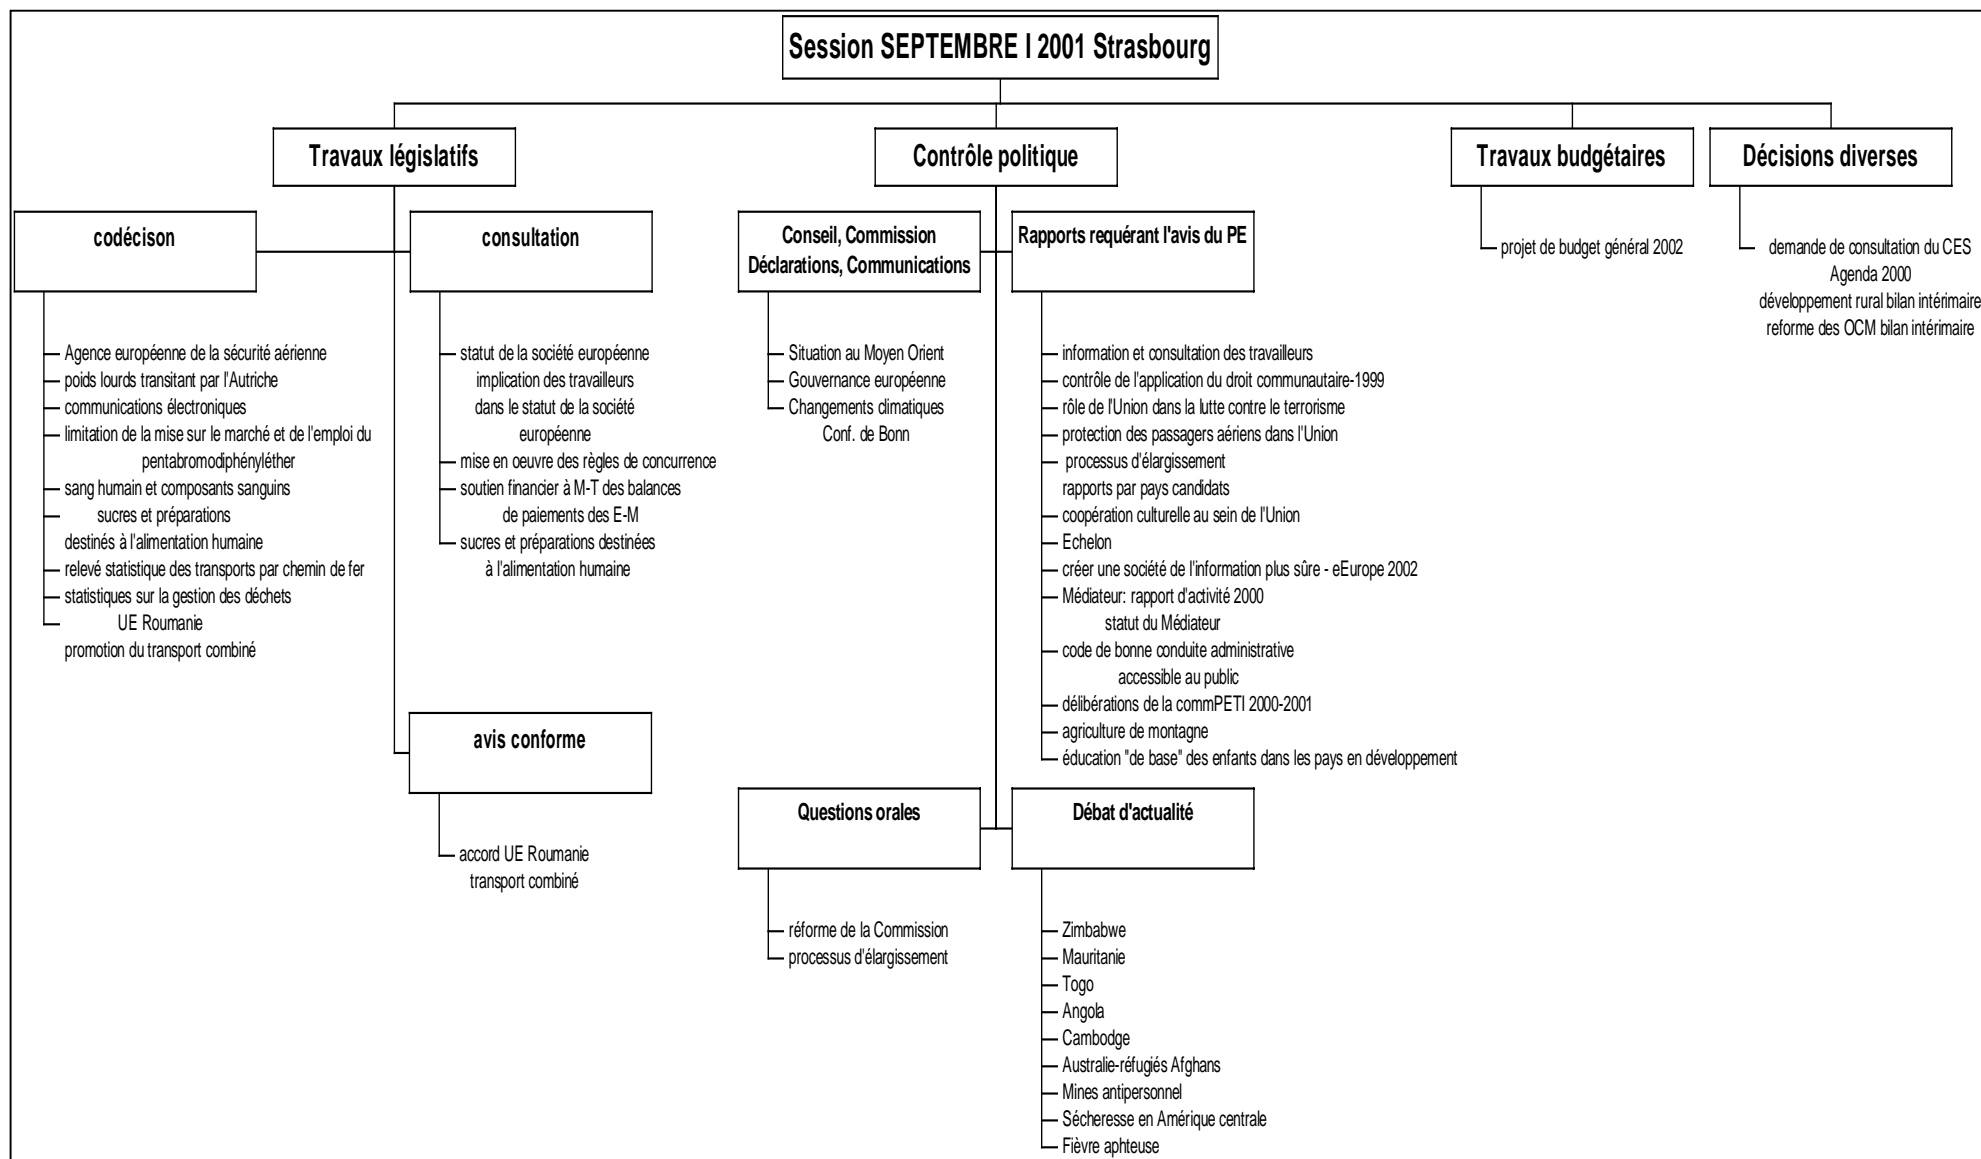 Session SEPTEMBRE I 2001 Strasbourg
Travaux législatifs
codécison
Agence européenne de la sécurité aérienne
poids lourds transitant par l'Autriche
communications électroniques
limitation de la mise sur le marché et de l'emploi du
pentabromodiphényléther
sang humain et composants sanguins
sucres et préparations
destinés à l'alimentation humaine
relevé statistique des transports par chemin de fer
statistiques sur la gestion des déchets
UE Roumanie
promotion du transport combiné
consultation
statut de la société européenne
implication des travailleurs
dans le statut de la société
européenne
mise en oeuvre des règles de concurrence
soutien financier à M-T des balances
de paiements des E-M
sucres et préparations destinées
à l'alimentation humaine
avis conforme
accord UE Roumanie
transport combiné
Contrôle politique
Conseil, Commission
Déclarations, Communications
Situation au Moyen Orient
Gouvernance européenne
Changements climatiques
Conf. de Bonn
Rapports requérant l'avis du PE
information et consultation des travailleurs
contrôle de l'application du droit communautaire-1999
rôle de l'Union dans la lutte contre le terrorisme
protection des passagers aériens dans l'Union
processus d'élargissement
rapports par pays candidats
coopération culturelle au sein de l'Union
Echelon
créer une société de l'information plus sûre - eEurope 2002
Médiateur: rapport d'activité 2000
statut du Médiateur
code de bonne conduite administrative
accessible au public
délibérations de la commPETI 2000-2001
agriculture de montagne
éducation "de base" des enfants dans les pays en développement
Questions orales
réforme de la Commission
processus d'élargissement
Débat d'actualité
Zimbabwe
Mauritanie
Togo
Angola
Cambodge
Australie-réfugiés Afghans
Mines antipersonnel
Sécheresse en Amérique centrale
Fièvre aphteuse
Travaux budgétaires
projet de budget général 2002
Décisions diverses
demande de consultation du CES
Agenda 2000
développement rural bilan intérimaire
reforme des OCM bilan intérimaire